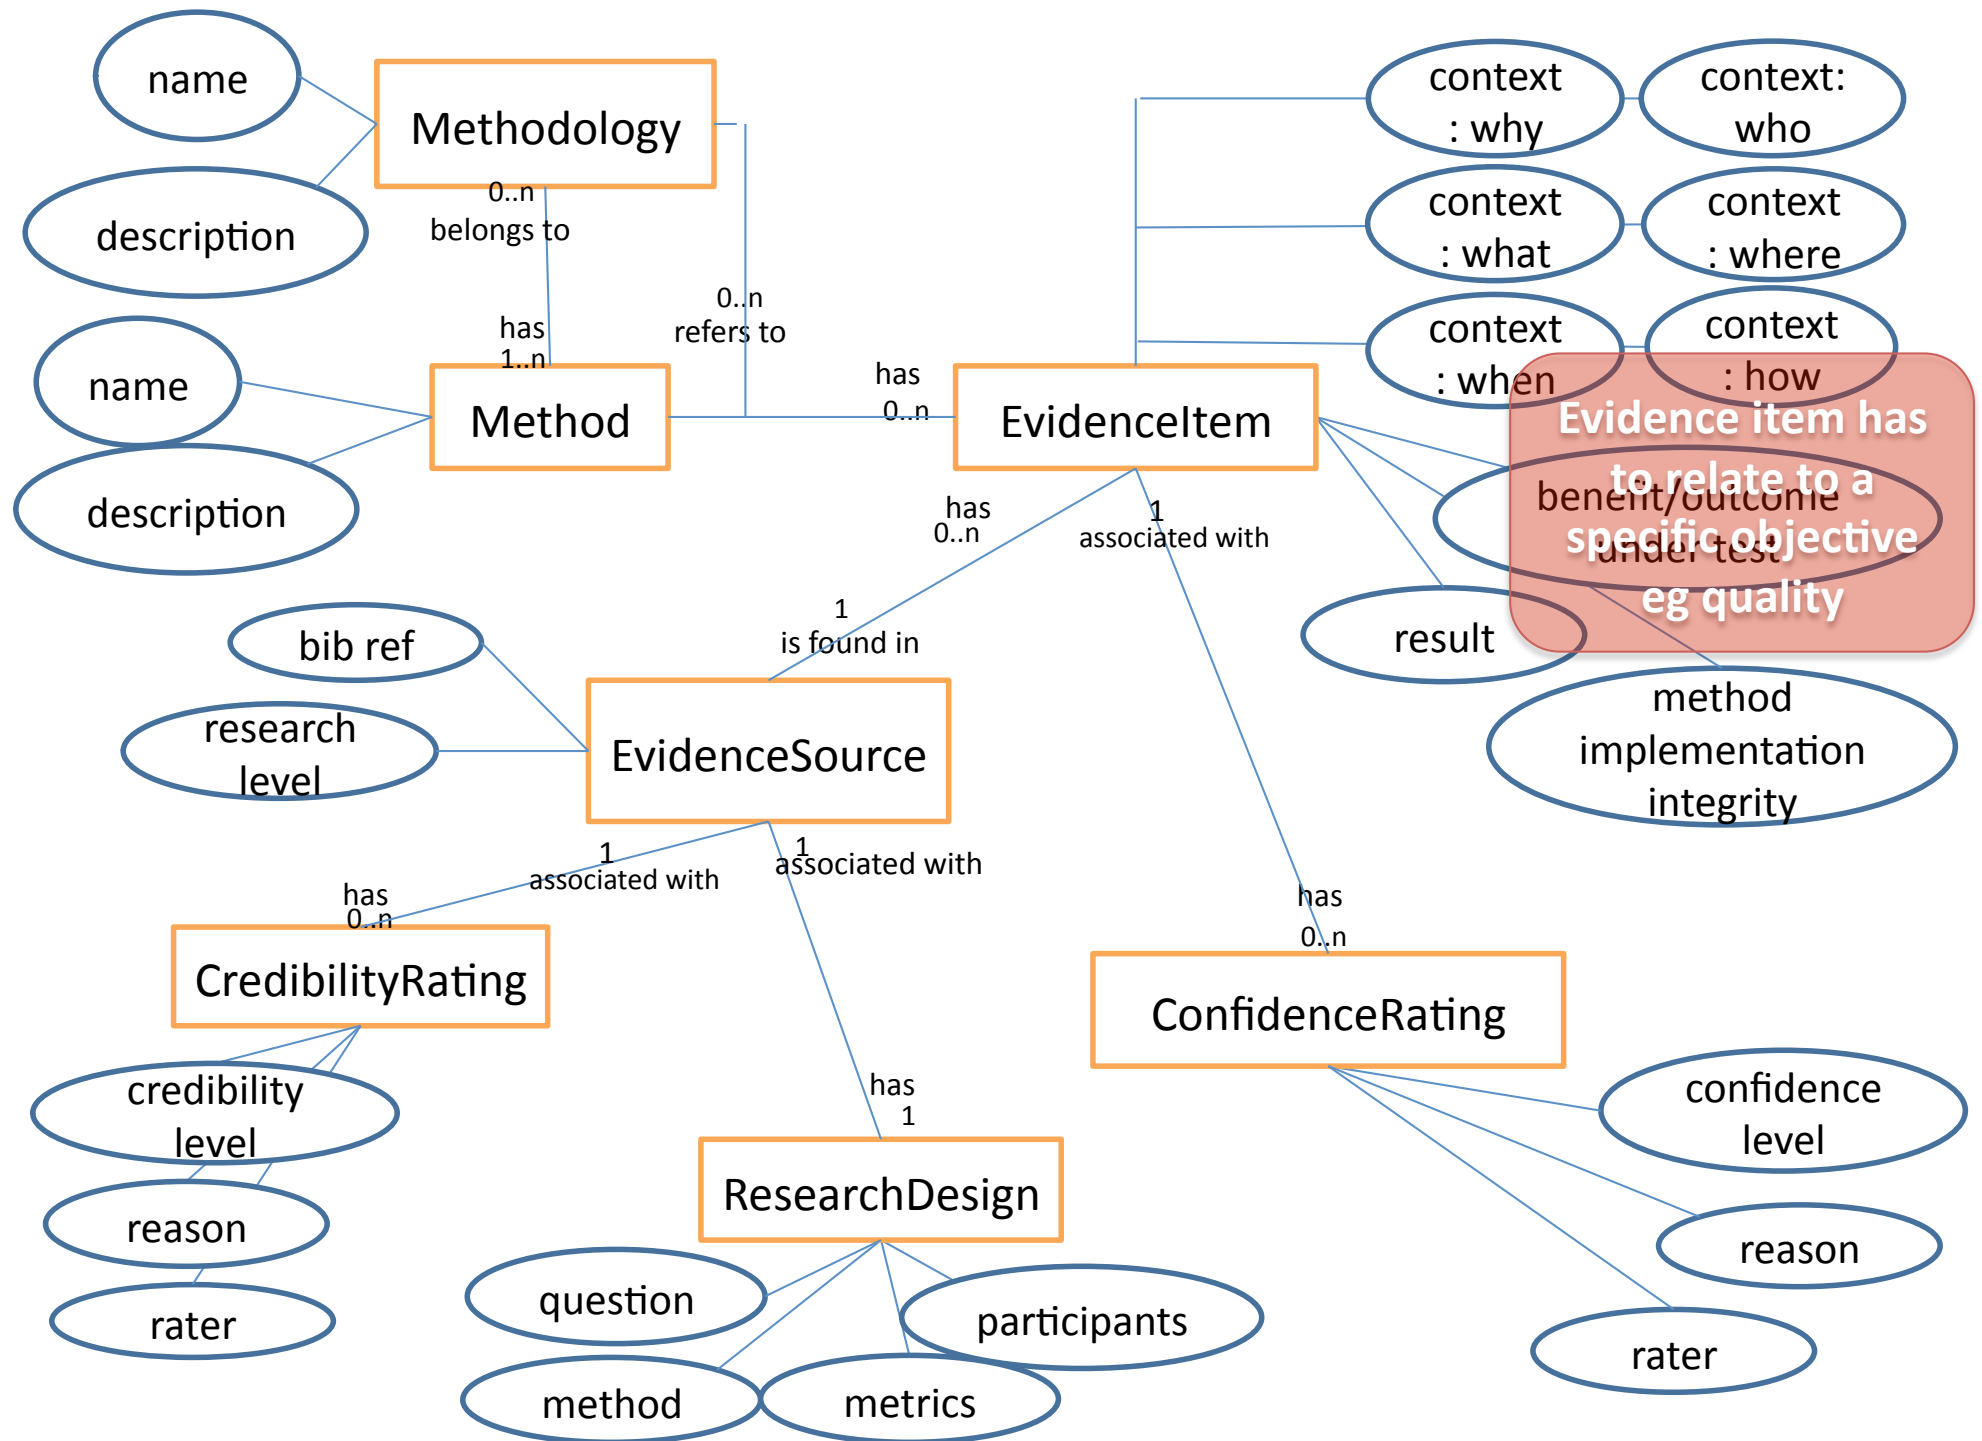 name
Methodology
description
0..n
belongs to
has
1..n
0..n
refers to
name
Method
description
has
0..n
EvidenceItem
context
: why
context:
who
context
: what
context
: where
context
: when
context
: how
Evidence item has
to relate to a
specific objective
eg quality
benefit/outcome
under test
result
method
implementation
integrity
has
0..n
1
associated with
1
is found in
bib ref
research
level
EvidenceSource
1
associated with
1
associated with
has
0..n
has
0..n
CredibilityRating
ConfidenceRating
credibility
level
reason
rater
has
1
ResearchDesign
question
participants
method
metrics
confidence
level
reason
rater